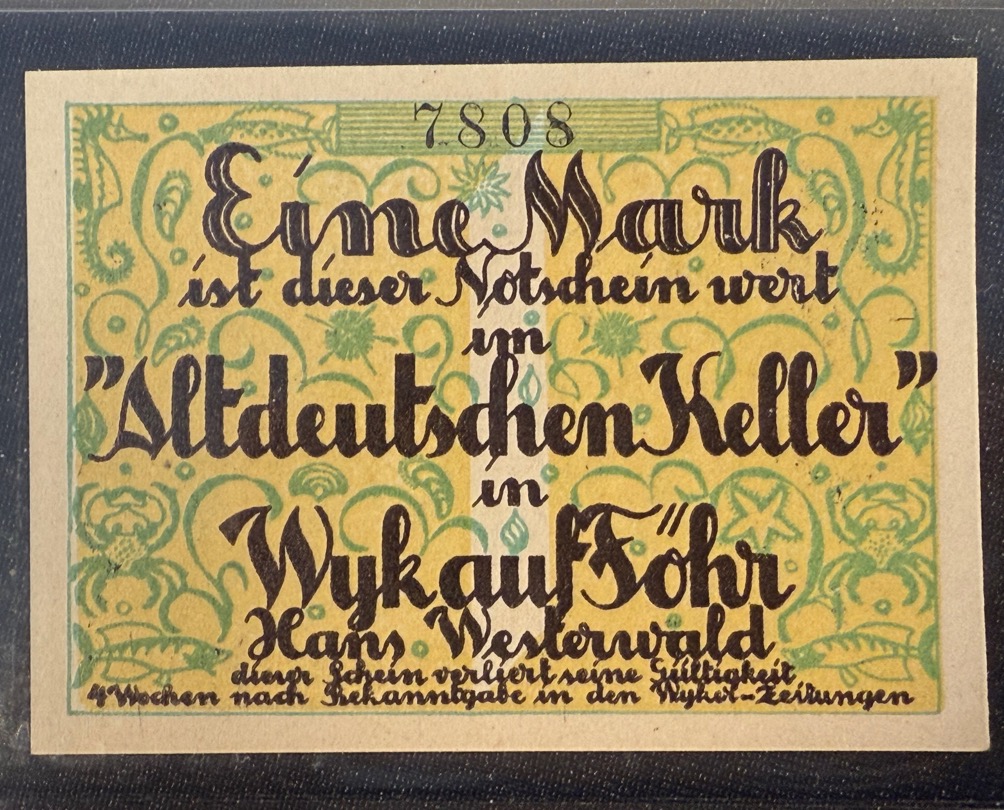 7808
Eine Mark
ist dieser Notschein wert
im
"Altdeutschen Keller"
in
Wyk auf Föhr
Hans Westerwald
dieser Schein verliert seine Gültigkeit
4 Wochen nach Bekanntgabe in den Wyker-Zeitungen